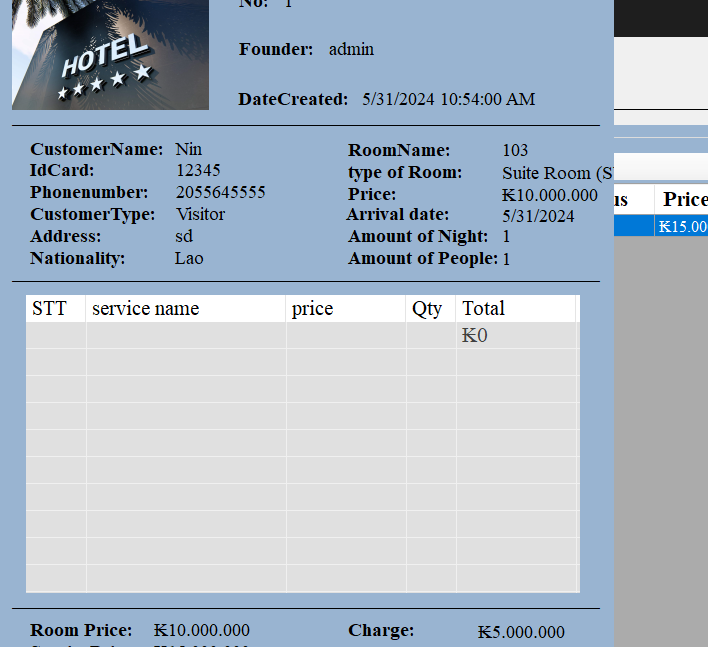 No: 1
HOTEL
Founder: admin
DateCreated: 5/31/2024 10:54:00 AM
CustomerName: Nin
IdCard: 12345
Phonenumber: 2055645555
CustomerType: Visitor
Address: sd
Nationality: Lao
RoomName: 103
type of Room: Suite Room (S
Price: ₭10.000.000
Arrival date: 5/31/2024
Amount of Night: 1
Amount of People: 1
us Price
₭15.00
STT service name price Qty Total
₭0
Room Price: ₭10.000.000
Charge: ₭5.000.000